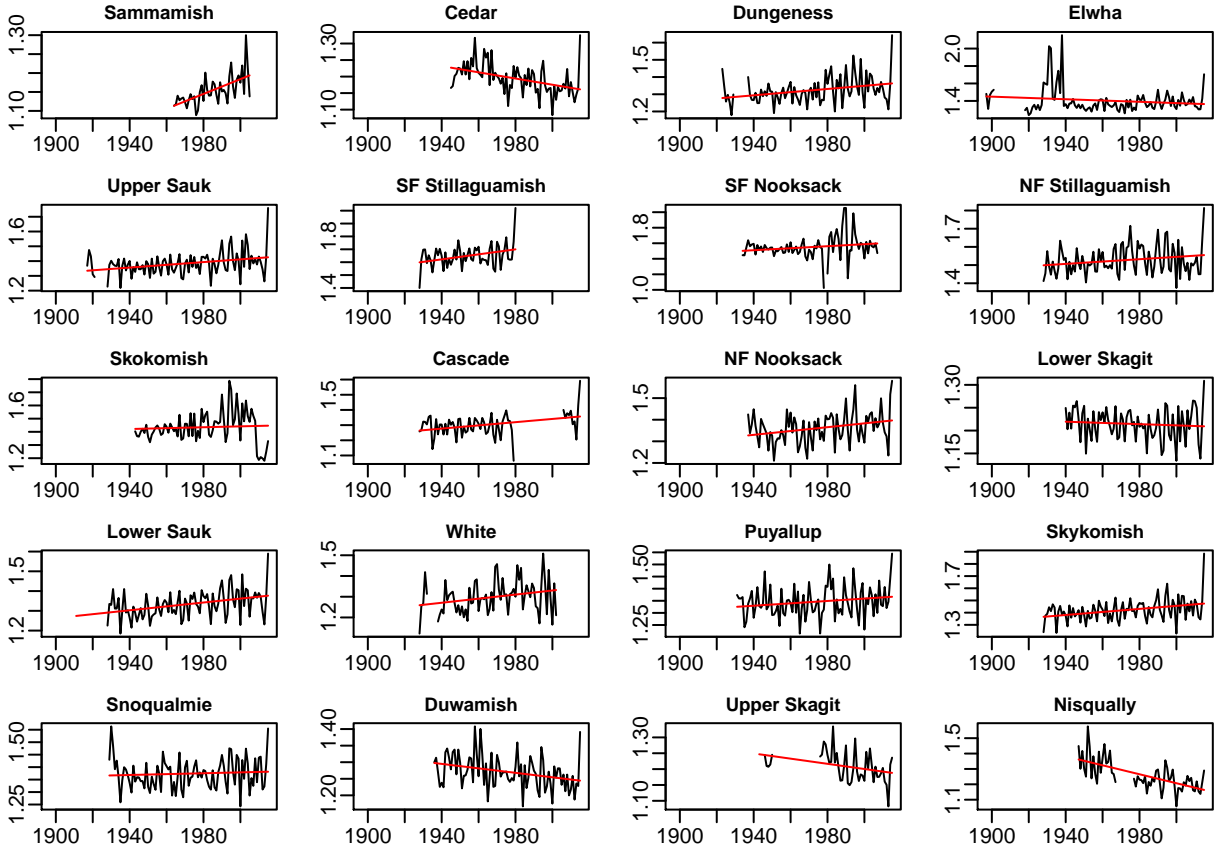 Sammamish Cedar Dungeness Elwha
1.10 1.30 1.10 1.30 1.2 1.5 1.4 2.0
1900 1940 1980 1900 1940 1980 1900 1940 1980 1900 1940 1980
Upper Sauk SF Stillaguamish SF Nooksack NF Stillaguamish
1.2 1.6 1.4 1.8 1.0 1.8 1.4 1.7
1900 1940 1980 1900 1940 1980 1900 1940 1980 1900 1940 1980
Skokomish Cascade NF Nooksack Lower Skagit
1.2 1.6 1.1 1.5 1.2 1.5 1.15 1.30
1900 1940 1980 1900 1940 1980 1900 1940 1980 1900 1940 1980
Lower Sauk White Puyallup Skykomish
1.2 1.5 1.2 1.5 1.25 1.50 1.3 1.7
1900 1940 1980 1900 1940 1980 1900 1940 1980 1900 1940 1980
Snoqualmie Duwamish Upper Skagit Nisqually
1.25 1.50 1.20 1.40 1.10 1.30 1.1 1.5
1900 1940 1980 1900 1940 1980 1900 1940 1980 1900 1940 1980